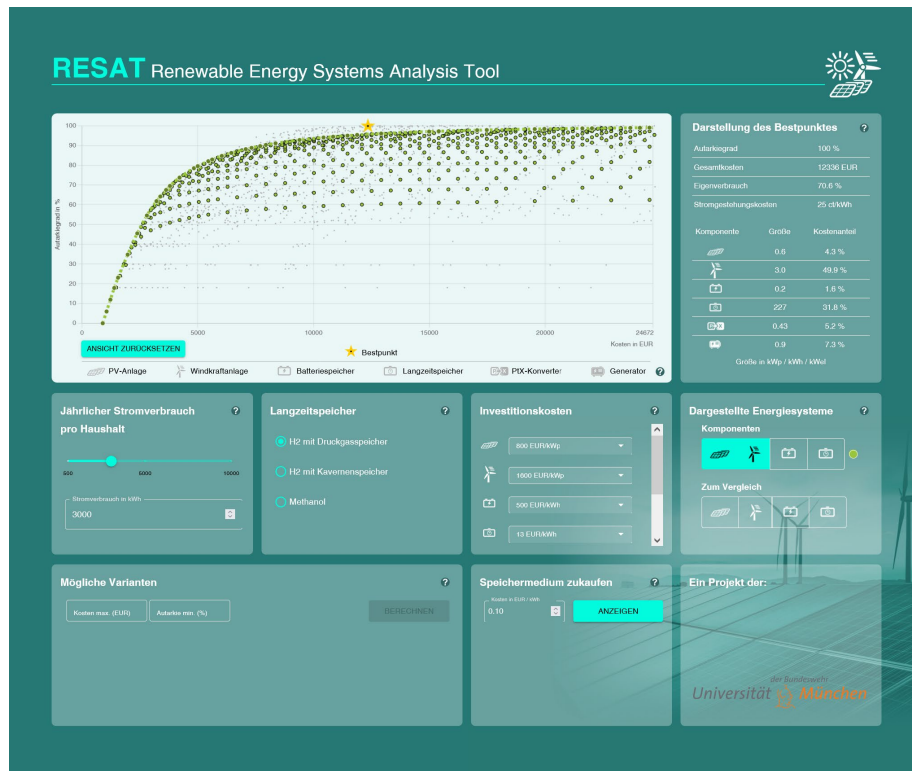 RESAT Renewable Energy Systems Analysis Tool
100
90
80
70
60
50
40
30
20
10
0
Autarkiegrad in %
0
5000
10000
15000
20000
24672
Kosten in EUR
ANSICHT ZURÜCKSETZEN
Bestpunkt
PV-Anlage
Windkraftanlage
Batteriespeicher
Langzeitspeicher
PtX-Konverter
Generator ?
Darstellung des Bestpunktes ?
Autarkiegrad 100 %
Gesamtkosten 12336 EUR
Eigenverbrauch 70.6 %
Stromgestehungskosten 25 ct/kWh
Komponente Größe Kostenanteil
0.6 4.3 %
3.0 49.9 %
0.2 1.6 %
227 31.8 %
0.43 5.2 %
0.9 7.3 %
Größe in kWp / kWh / kWel
Jährlicher Stromverbrauch ?
pro Haushalt
500 5000 10000
Stromverbrauch in kWh
3000
Langzeitspeicher ?
H2 mit Druckgasspeicher
H2 mit Kavernenspeicher
Methanol
Investitionskosten ?
800 EUR/kWp
1600 EUR/kWp
500 EUR/kWh
13 EUR/kWh
Dargestellte Energiesysteme ?
Komponenten
Zum Vergleich
Mögliche Varianten ?
Kosten max. (EUR)
Autarkie min. (%)
BERECHNEN
Speichermedium zukaufen ?
Kosten in EUR / kWh
0.10
ANZEIGEN
Ein Projekt der:
der Bundeswehr
Universität München